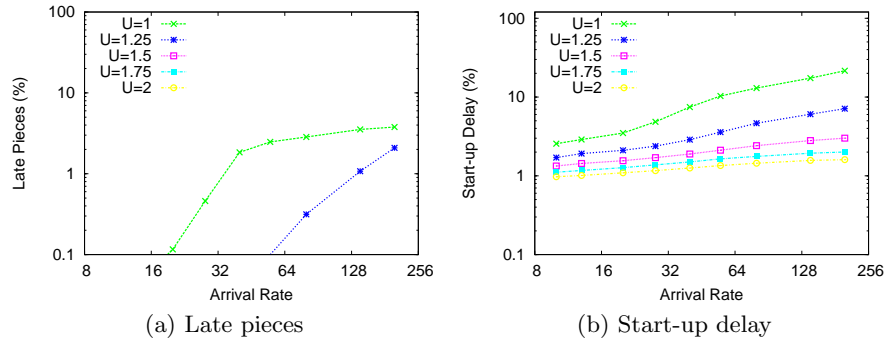 100
10
1
0.1
Late Pieces (%)
U=1
U=1.25
U=1.5
U=1.75
U=2
8 16 32 64 128 256
Arrival Rate
(a) Late pieces
100
10
1
0.1
Start-up Delay (%)
U=1
U=1.25
U=1.5
U=1.75
U=2
8 16 32 64 128 256
Arrival Rate
(b) Start-up delay